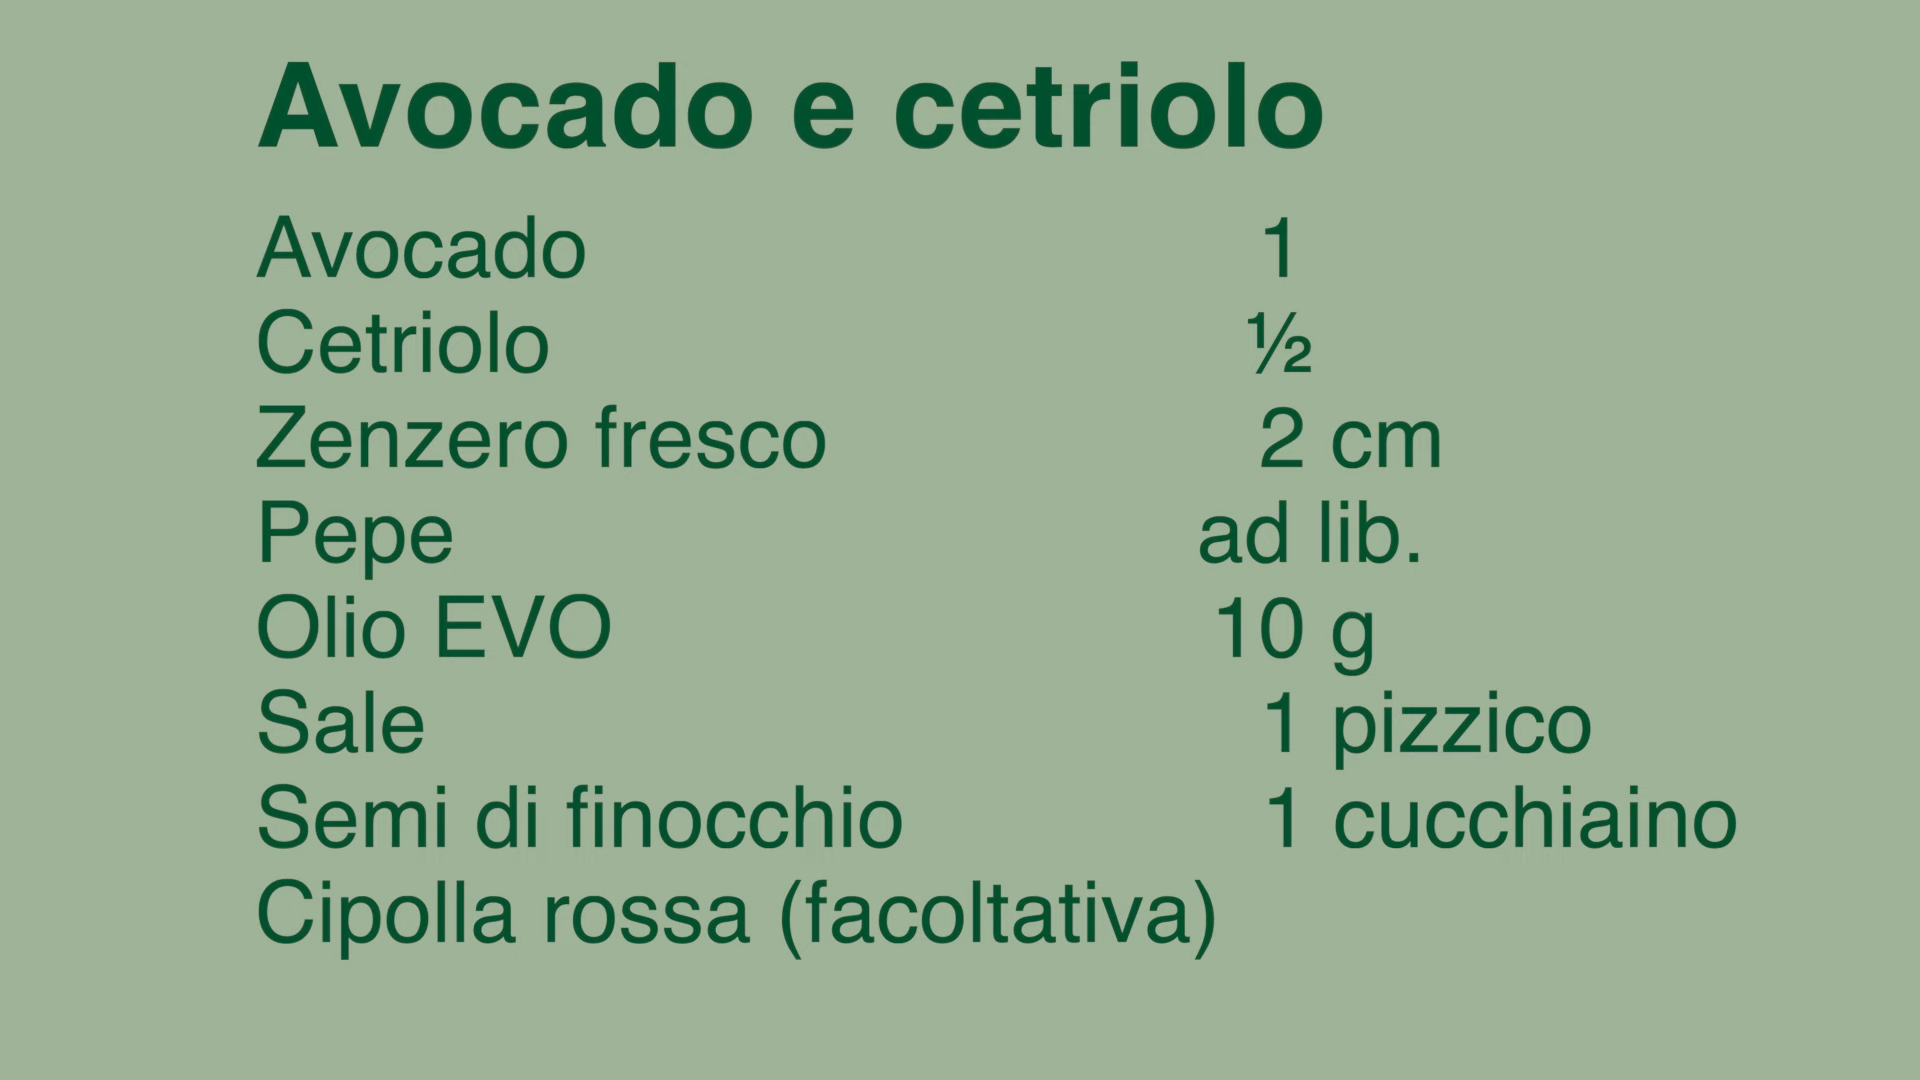 Avocado e cetriolo
Avocado 1
Cetriolo ½
Zenzero fresco 2 cm
Pepe ad lib.
Olio EVO 10 g
Sale 1 pizzico
Semi di finocchio 1 cucchiaino
Cipolla rossa (facoltativa)